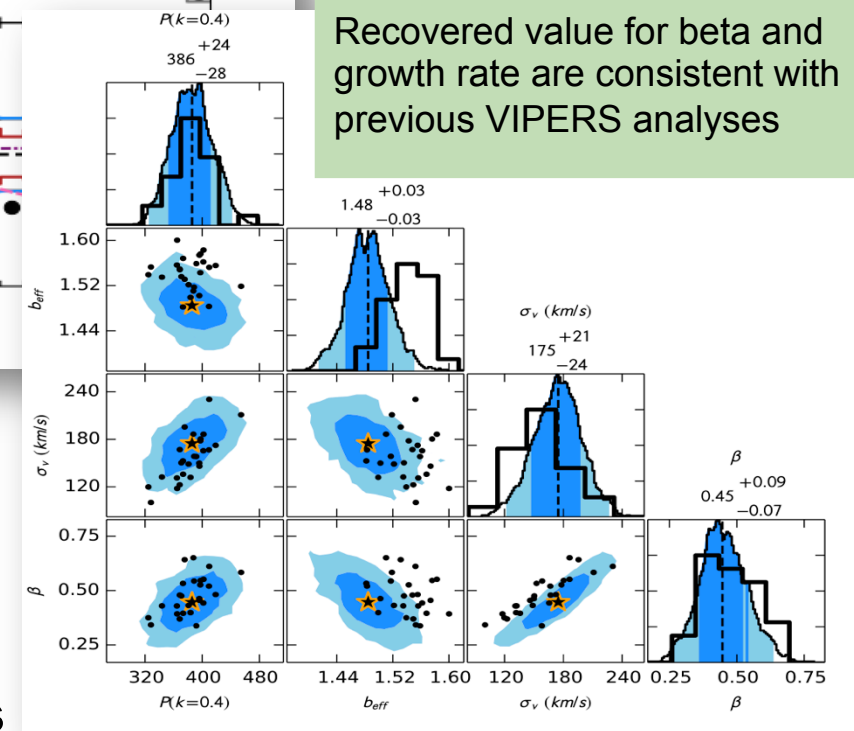 Recovered value for beta and
growth rate are consistent with
previous VIPERS analyses
P(k=0.4)
386 +24
−28
1.48 +0.03
−0.03
σv (km/s)
175 +21
−24
β
0.45 +0.09
−0.07
1.60
1.52
1.44
beff
240
180
120
σv (km/s)
0.75
0.50
0.25
β
320 400 480
1.44 1.52 1.60
120 180 240
0.25 0.50 0.75
P(k=0.4)
beff
σv (km/s)
β
s